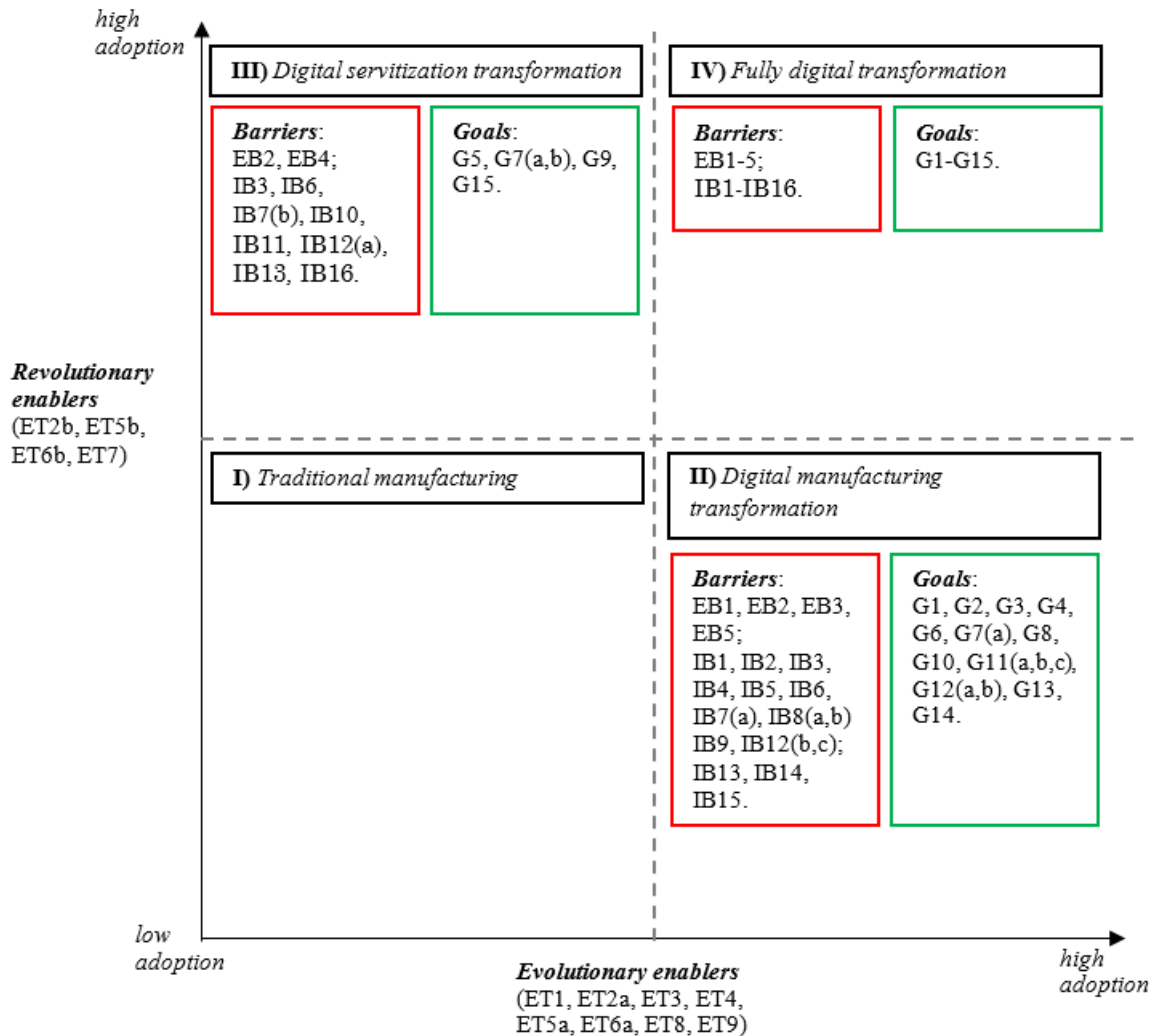 high
adoption
III) Digital servitization transformation
Barriers:
EB2, EB4;
IB3, IB6,
IB7(b), IB10,
IB11, IB12(a),
IB13, IB16.
Goals:
G5, G7(a,b), G9,
G15.
IV) Fully digital transformation
Barriers:
EB1-5;
IB1-IB16.
Goals:
G1-G15.
Revolutionary
enablers
(ET2b, ET5b,
ET6b, ET7)
I) Traditional manufacturing
II) Digital manufacturing
transformation
Barriers:
EB1, EB2, EB3,
EB5;
IB1, IB2, IB3,
IB4, IB5, IB6,
IB7(a), IB8(a,b)
IB9, IB12(b,c);
IB13, IB14,
IB15.
Goals:
G1, G2, G3, G4,
G6, G7(a), G8,
G10, G11(a,b,c),
G12(a,b), G13,
G14.
low
adoption
Evolutionary enablers
(ET1, ET2a, ET3, ET4,
ET5a, ET6a, ET8, ET9)
high
adoption